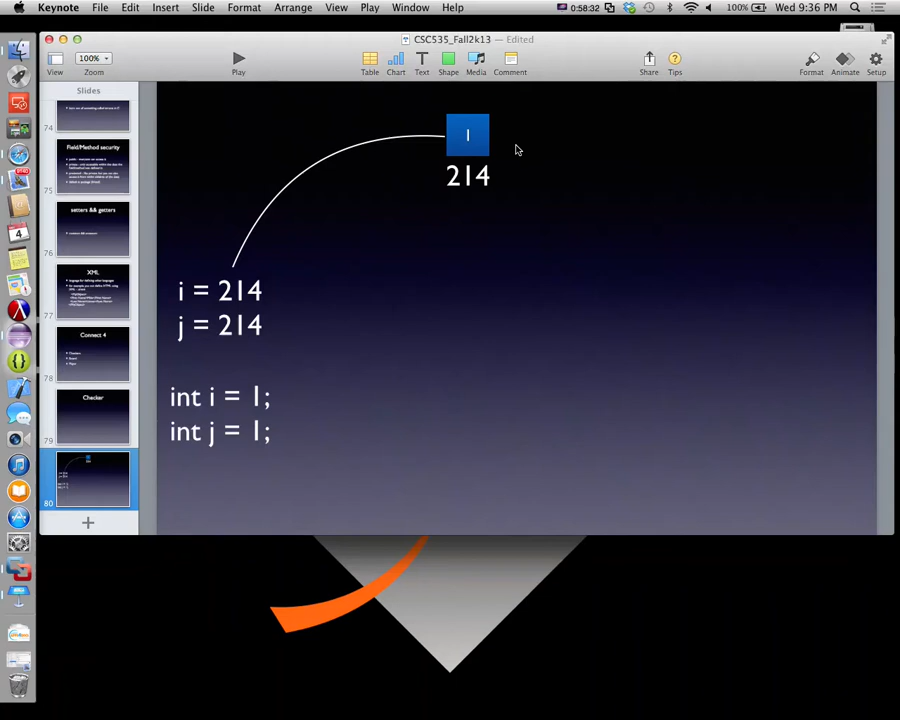 Keynote File Edit Insert Slide Format Arrange View Play Window Help 0:58:32 100% Wed 9:36 PM
CSC535_Fall2k13 — Edited
100%
View Zoom Play Table Chart Text Shape Media Comment Share Tips Format Animate Setup
Slides
74
Field/Method security
75
setters && getters
76
XML
77
Connect 4
78
Checker
79
80
1
214
i = 214
j = 214
int i = 1;
int j = 1;